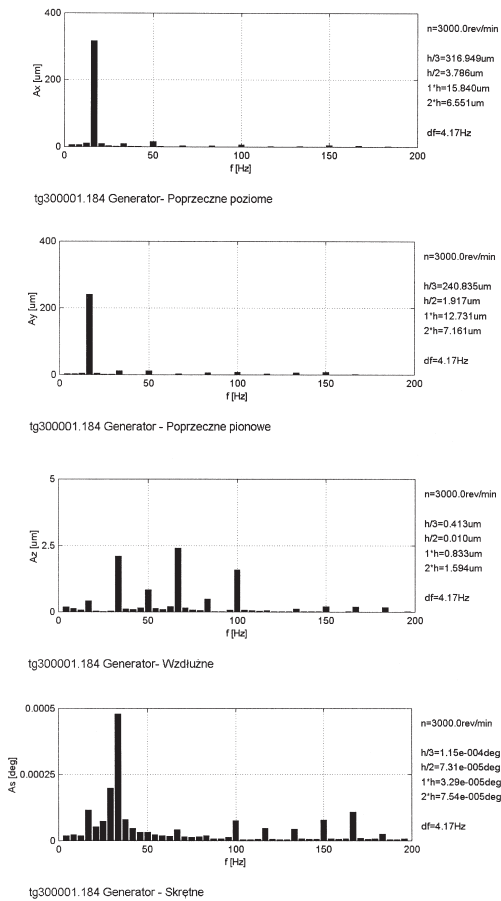 400
n=3000.0rev/min
h/3=316.949um
h/2=3.786um
1*h=15.840um
2*h=6.551um
df=4.17Hz
Ax [um]
200
0
0 50 100 150 200
f [Hz]
tg300001.184 Generator- Poprzeczne poziome
400
n=3000.0rev/min
h/3=240.835um
h/2=1.917um
1*h=12.731um
2*h=7.161um
df=4.17Hz
Ay [um]
200
0
0 50 100 150 200
f [Hz]
tg300001.184 Generator - Poprzeczne pionowe
5
n=3000.0rev/min
h/3=0.413um
h/2=0.010um
1*h=0.833um
2*h=1.594um
df=4.17Hz
Az [um]
2.5
0
0 50 100 150 200
f [Hz]
tg300001.184 Generator- Wzdłużne
0.0005
n=3000.0rev/min
h/3=1.15e-004deg
h/2=7.31e-005deg
1*h=3.29e-005deg
2*h=7.54e-005deg
df=4.17Hz
As [deg]
0.00025
0
0 50 100 150 200
f [Hz]
tg300001.184 Generator - Skrętne